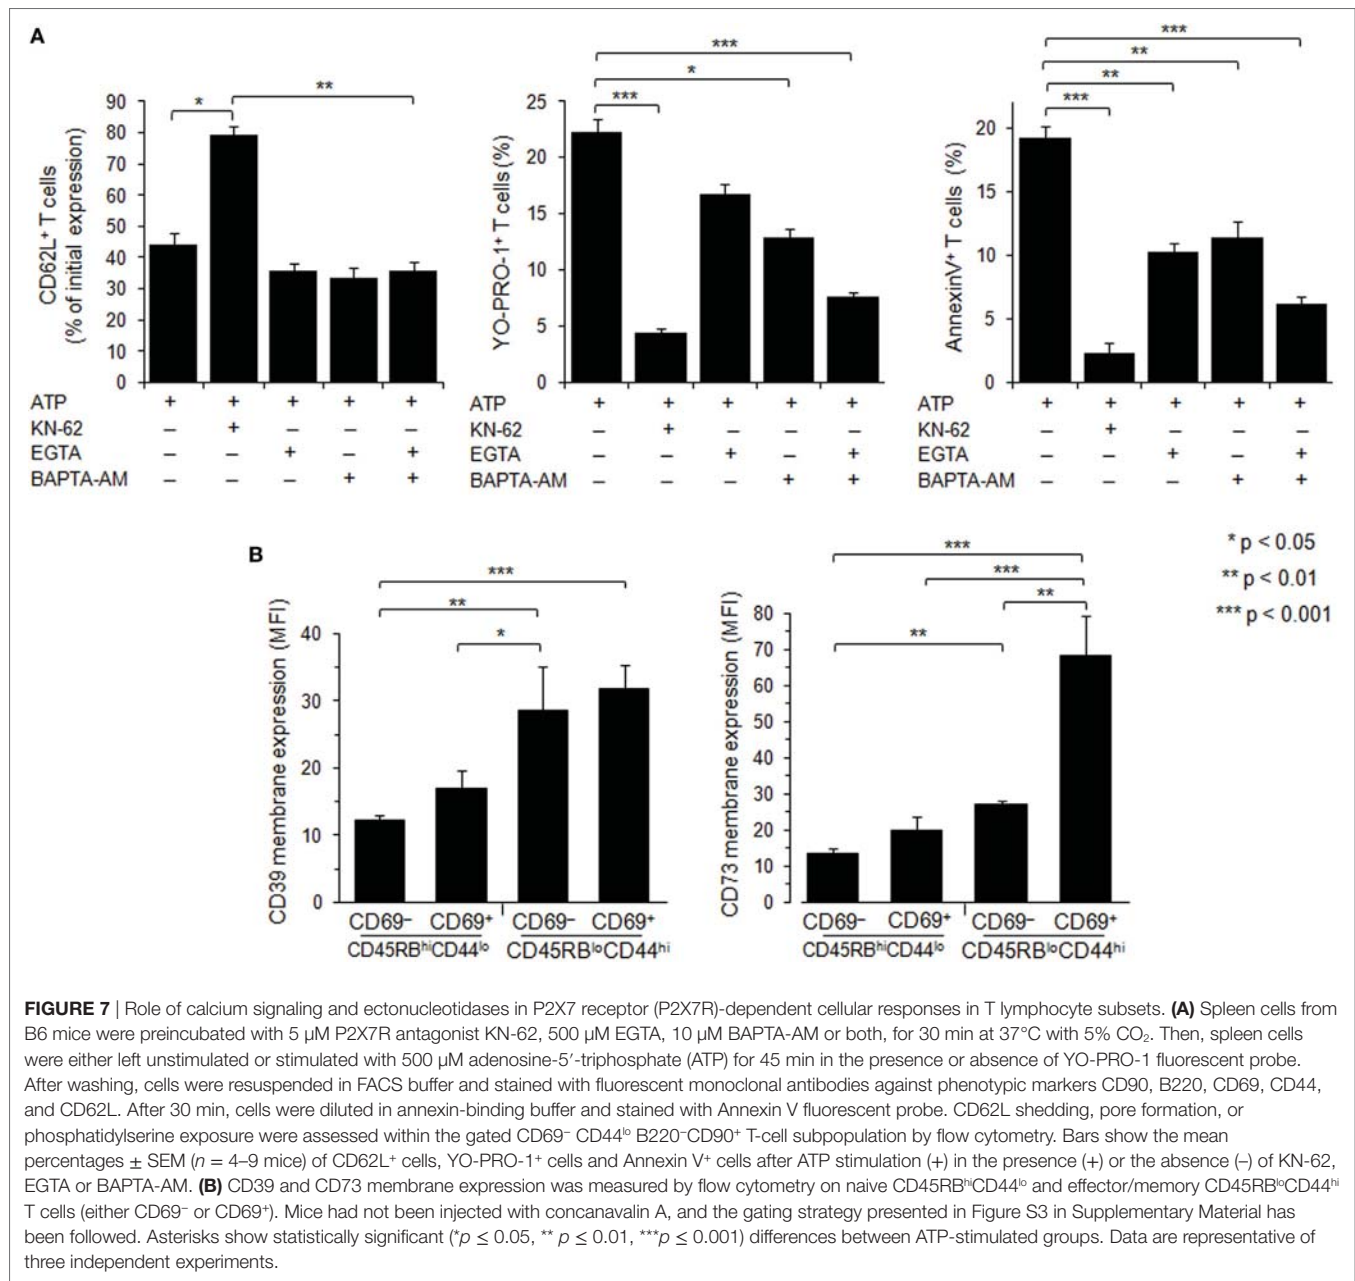 A
*
**
90
80
70
60
50
40
30
20
10
0
CD62L⁺ T cells
(% of initial expression)
ATP + + + + +
KN-62 – + – – –
EGTA – – + – +
BAPTA-AM – – – + +
***
*
***
25
20
15
10
5
0
YO-PRO-1⁺ T cells (%)
ATP + + + + +
KN-62 – + – – –
EGTA – – + – +
BAPTA-AM – – – + +
***
**
**
***
20
15
10
5
0
AnnexinV⁺ T cells (%)
ATP + + + + +
KN-62 – + – – –
EGTA – – + – +
BAPTA-AM – – – + +
B
***
**
*
40
30
20
10
0
CD39 membrane expression (MFI)
CD69⁻ CD69⁺ CD69⁻ CD69⁺
CD45RBʰⁱCD44ˡᵒ CD45RBˡᵒCD44ʰⁱ
***
***
**
**
80
70
60
50
40
30
20
10
0
CD73 membrane expression (MFI)
CD69⁻ CD69⁺ CD69⁻ CD69⁺
CD45RBʰⁱCD44ˡᵒ CD45RBˡᵒCD44ʰⁱ
* p < 0.05
** p < 0.01
*** p < 0.001
FIGURE 7 | Role of calcium signaling and ectonucleotidases in P2X7 receptor (P2X7R)-dependent cellular responses in T lymphocyte subsets. (A) Spleen cells from
B6 mice were preincubated with 5 µM P2X7R antagonist KN-62, 500 µM EGTA, 10 µM BAPTA-AM or both, for 30 min at 37°C with 5% CO₂. Then, spleen cells
were either left unstimulated or stimulated with 500 µM adenosine-5′-triphosphate (ATP) for 45 min in the presence or absence of YO-PRO-1 fluorescent probe.
After washing, cells were resuspended in FACS buffer and stained with fluorescent monoclonal antibodies against phenotypic markers CD90, B220, CD69, CD44,
and CD62L. After 30 min, cells were diluted in annexin-binding buffer and stained with Annexin V fluorescent probe. CD62L shedding, pore formation, or
phosphatidylserine exposure were assessed within the gated CD69⁻ CD44ˡᵒ B220⁻CD90⁺ T-cell subpopulation by flow cytometry. Bars show the mean
percentages ± SEM (n = 4–9 mice) of CD62L⁺ cells, YO-PRO-1⁺ cells and Annexin V⁺ cells after ATP stimulation (+) in the presence (+) or the absence (–) of KN-62,
EGTA or BAPTA-AM. (B) CD39 and CD73 membrane expression was measured by flow cytometry on naive CD45RBʰⁱCD44ˡᵒ and effector/memory CD45RBˡᵒCD44ʰⁱ
T cells (either CD69⁻ or CD69⁺). Mice had not been injected with concanavalin A, and the gating strategy presented in Figure S3 in Supplementary Material has
been followed. Asterisks show statistically significant (*p ≤ 0.05, ** p ≤ 0.01, ***p ≤ 0.001) differences between ATP-stimulated groups. Data are representative of
three independent experiments.